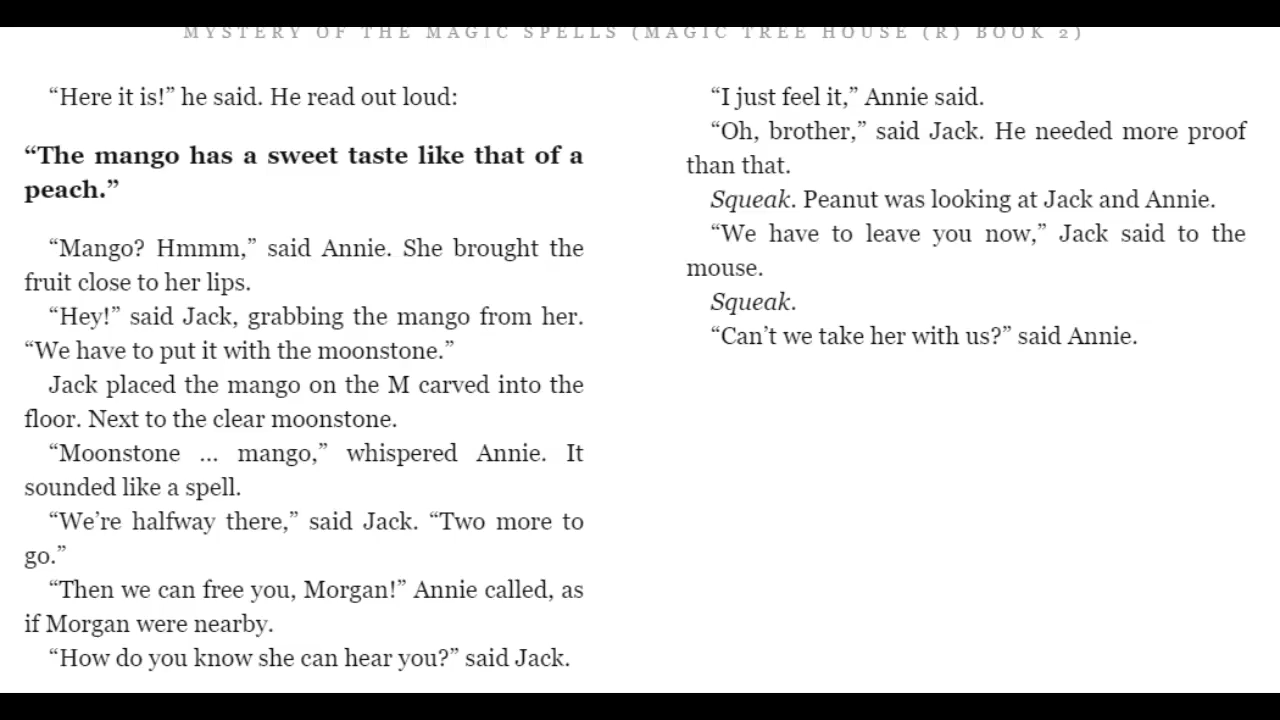 MYSTERY OF THE MAGIC SPELLS (MAGIC TREE HOUSE (R) BOOK 2)
“Here it is!” he said. He read out loud:
“The mango has a sweet taste like that of a
peach.”
“Mango? Hmmm,” said Annie. She brought the
fruit close to her lips.
“Hey!” said Jack, grabbing the mango from her.
“We have to put it with the moonstone.”
Jack placed the mango on the M carved into the
floor. Next to the clear moonstone.
“Moonstone ... mango,” whispered Annie. It
sounded like a spell.
“We’re halfway there,” said Jack. “Two more to
go.”
“Then we can free you, Morgan!” Annie called, as
if Morgan were nearby.
“How do you know she can hear you?” said Jack.
“I just feel it,” Annie said.
“Oh, brother,” said Jack. He needed more proof
than that.
Squeak. Peanut was looking at Jack and Annie.
“We have to leave you now,” Jack said to the
mouse.
Squeak.
“Can’t we take her with us?” said Annie.